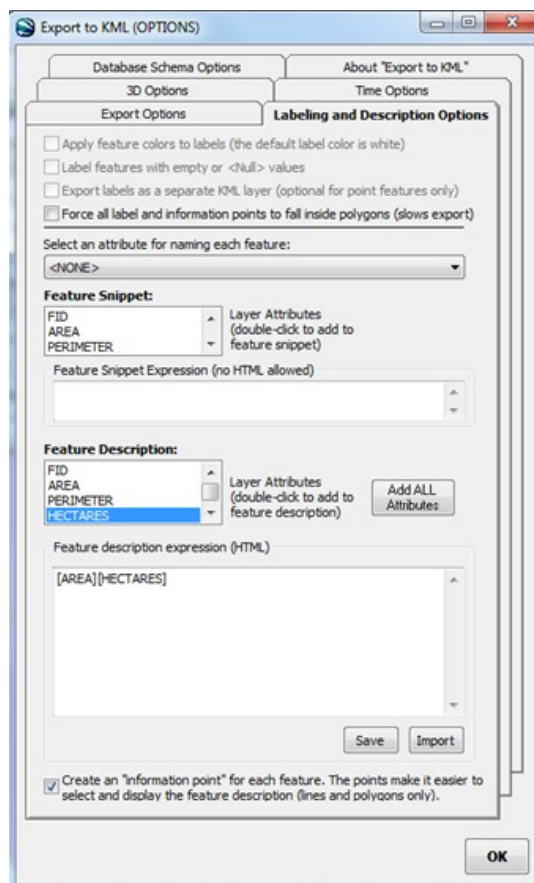 Export to KML (OPTIONS)
Database Schema Options
About "Export to KML"
3D Options
Time Options
Export Options
Labeling and Description Options
Apply feature colors to labels (the default label color is white)
Label features with empty or <Null> values
Export labels as a separate KML layer (optional for point features only)
Force all label and information points to fall inside polygons (slows export)
Select an attribute for naming each feature:
<NONE>
Feature Snippet:
FID
AREA
PERIMETER
Layer Attributes
(double-click to add to
feature snippet)
Feature Snippet Expression (no HTML allowed)
Feature Description:
FID
AREA
PERIMETER
HECTARES
Layer Attributes
(double-click to add to
feature description)
Add ALL
Attributes
Feature description expression (HTML)
[AREA][HECTARES]
Save
Import
Create an "information point" for each feature. The points make it easier to
select and display the feature description (lines and polygons only).
OK